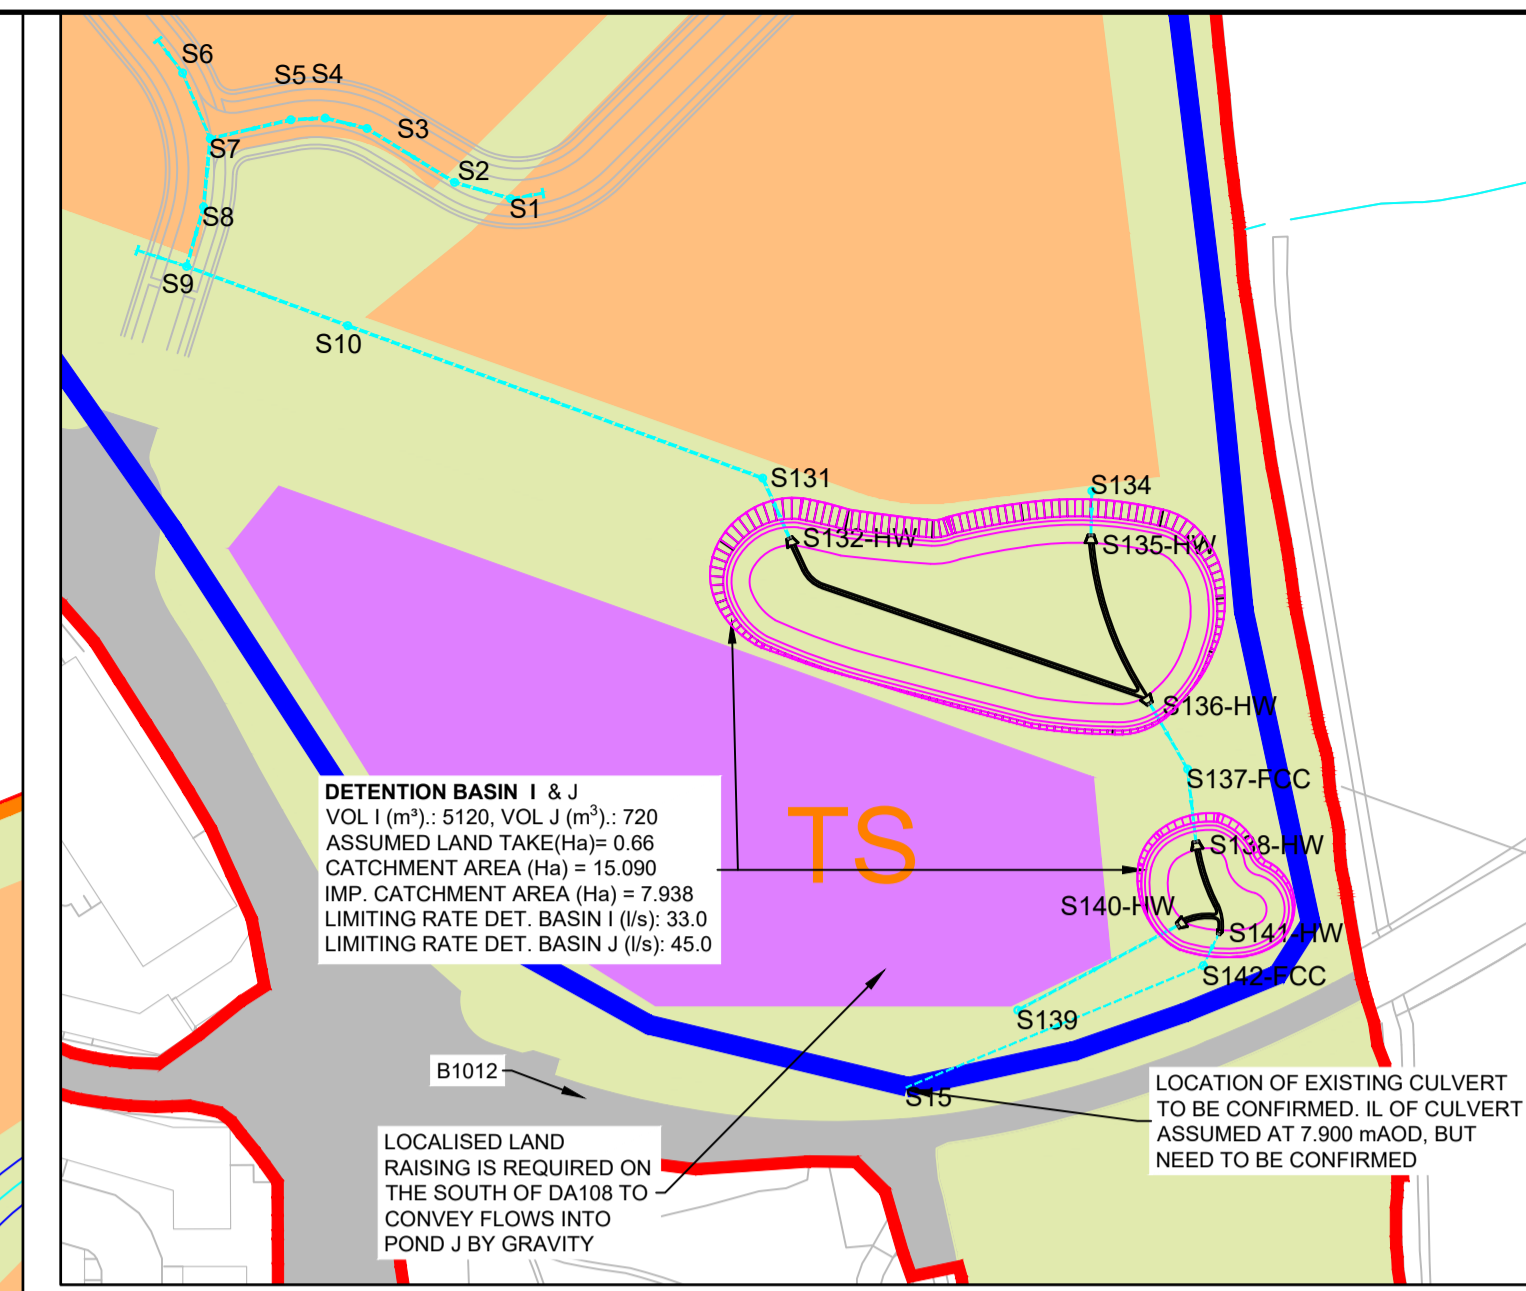 S6
S5 S4
S3
S7
S2
S1
S8
S9
S10
S131
S134
S132-HW
S135-HW
S136-HW
S137-FCC
DETENTION BASIN I & J
VOL I (m³).: 5120, VOL J (m³).: 720
ASSUMED LAND TAKE(Ha)= 0.66
CATCHMENT AREA (Ha) = 15.090
IMP. CATCHMENT AREA (Ha) = 7.938
LIMITING RATE DET. BASIN I (l/s): 33.0
LIMITING RATE DET. BASIN J (l/s): 45.0
TS
S138-HW
S140-HW
S141-HW
S142-FCC
S139
B1012
S15
LOCATION OF EXISTING CULVERT
TO BE CONFIRMED. IL OF CULVERT
ASSUMED AT 7.900 mAOD, BUT
NEED TO BE CONFIRMED
LOCALISED LAND
RAISING IS REQUIRED ON
THE SOUTH OF DA108 TO
CONVEY FLOWS INTO
POND J BY GRAVITY